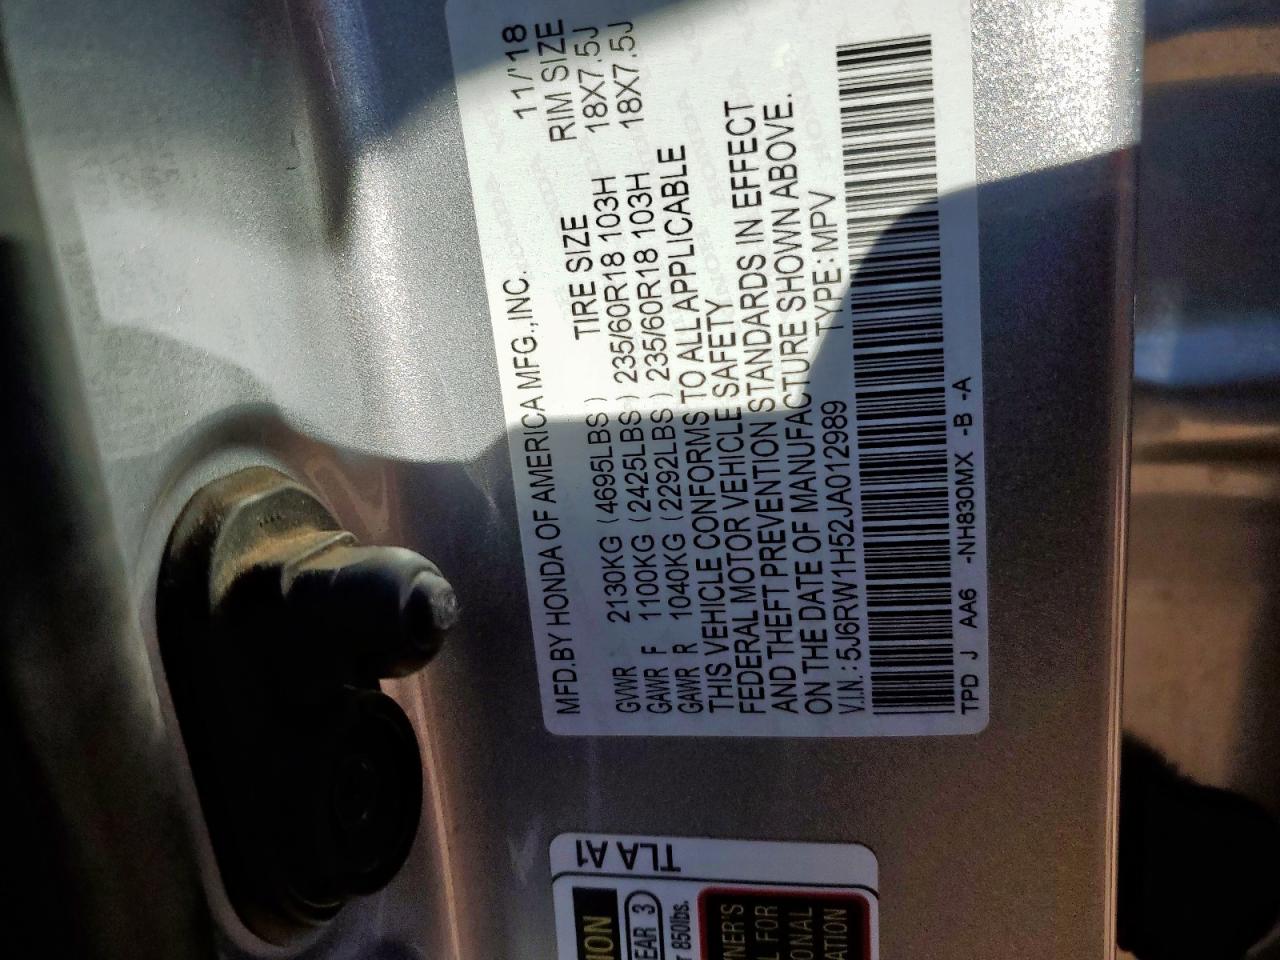 MFD. BY HONDA OF AMERICA MFG., INC. 11/'18
TIRE SIZE RIM SIZE
GVWR 2130KG (4695LBS) 235/60R18 103H 18X7.5J
GAWR F 1100KG (2425LBS) 235/60R18 103H 18X7.5J
GAWR R 1040KG (2292LBS)
THIS VEHICLE CONFORMS TO ALL APPLICABLE
FEDERAL MOTOR VEHICLE SAFETY
AND THEFT PREVENTION STANDARDS IN EFFECT
ON THE DATE OF MANUFACTURE SHOWN ABOVE.
V.I.N.: 5J6RW1H52JA012989 TYPE: MPV
TPD J AA6 -NH830MX -B -A
TLA A1
850lbs.